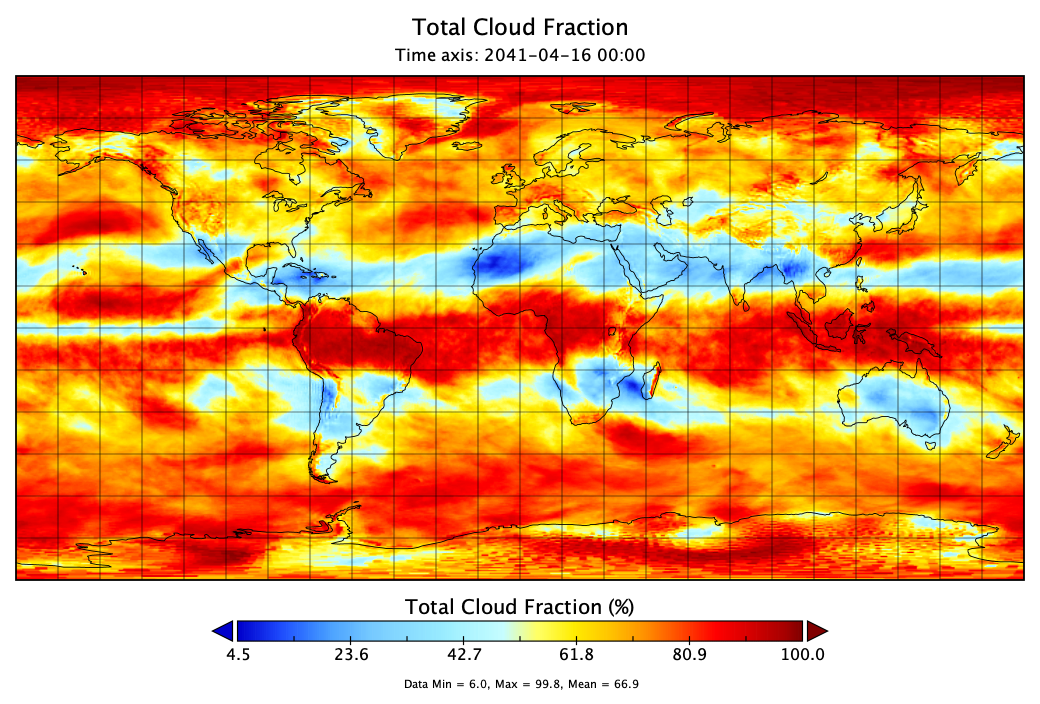 Total Cloud Fraction
Time axis: 2041-04-16 00:00
Total Cloud Fraction (%)
4.5 23.6 42.7 61.8 80.9 100.0
Data Min = 6.0, Max = 99.8, Mean = 66.9